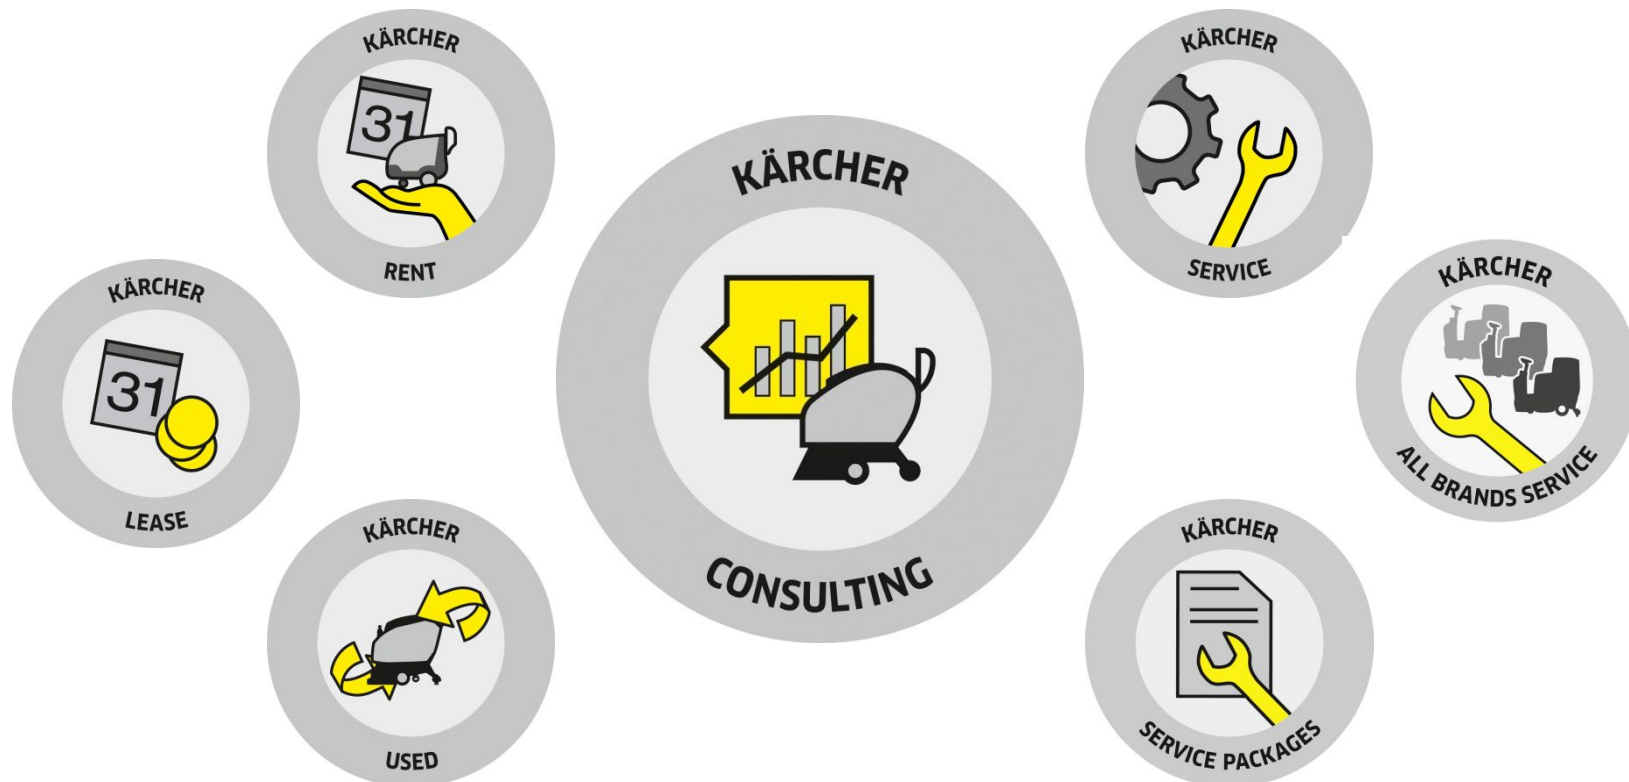 KÄRCHER
31
RENT
KÄRCHER
31
LEASE
KÄRCHER
USED
KÄRCHER
CONSULTING
KÄRCHER
SERVICE
KÄRCHER
ALL BRANDS SERVICE
KÄRCHER
SERVICE PACKAGES